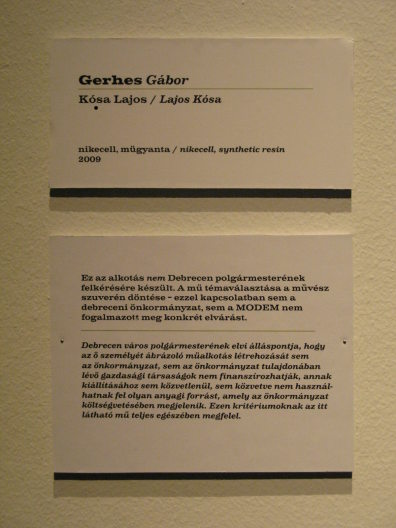 Gerhes Gábor
Kósa Lajos / Lajos Kósa
nikecell, műgyanta / nikecell, synthetic resin
2009
Ez az alkotás nem Debrecen polgármesterének
felkérésére készült. A mű témaválasztása a művész
szuverén döntése - ezzel kapcsolatban sem a
debreceni önkormányzat, sem a MODEM nem
fogalmazott meg konkrét elvárást.
Debrecen város polgármesterének elvi álláspontja, hogy
az ő személyét ábrázoló műalkotás létrehozását sem
az önkormányzat, sem az önkormányzat tulajdonában
lévő gazdasági társaságok nem finanszírozhatják, annak
kiállításához sem közvetlenül, sem közvetve nem használ-
hatnak fel olyan anyagi forrást, amely az önkormányzat
költségvetésében megjelenik. Ezen kritériumoknak az itt
látható mű teljes egészében megfelel.